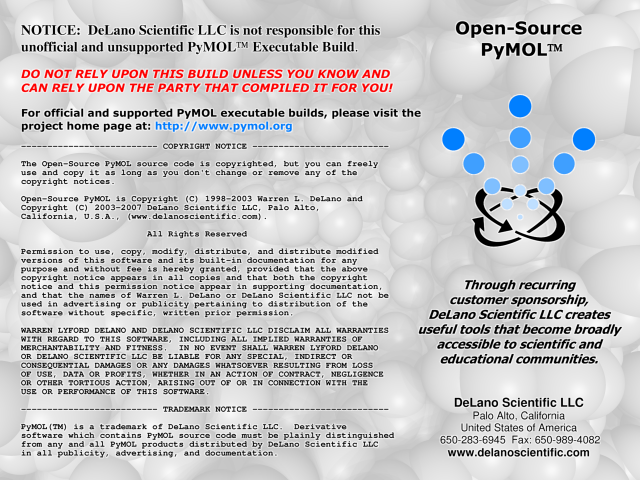 NOTICE: DeLano Scientific LLC is not responsible for this
unofficial and unsupported PyMOL™ Executable Build.
DO NOT RELY UPON THIS BUILD UNLESS YOU KNOW AND
CAN RELY UPON THE PARTY THAT COMPILED IT FOR YOU!
For official and supported PyMOL executable builds, please visit the
project home page at: http://www.pymol.org
-------------------------- COPYRIGHT NOTICE --------------------------
The Open-Source PyMOL source code is copyrighted, but you can freely
use and copy it as long as you don't change or remove any of the
copyright notices.
Open-Source PyMOL is Copyright (C) 1998-2003 Warren L. DeLano and
Copyright (C) 2003-2007 DeLano Scientific LLC, Palo Alto,
California, U.S.A., (www.delanoscientific.com).
All Rights Reserved
Permission to use, copy, modify, distribute, and distribute modified
versions of this software and its built-in documentation for any
purpose and without fee is hereby granted, provided that the above
copyright notice appears in all copies and that both the copyright
notice and this permission notice appear in supporting documentation,
and that the names of Warren L. DeLano or DeLano Scientific LLC not be
used in advertising or publicity pertaining to distribution of the
software without specific, written prior permission.
WARREN LYFORD DELANO AND DELANO SCIENTIFIC LLC DISCLAIM ALL WARRANTIES
WITH REGARD TO THIS SOFTWARE, INCLUDING ALL IMPLIED WARRANTIES OF
MERCHANTABILITY AND FITNESS. IN NO EVENT SHALL WARREN LYFORD DELANO
OR DELANO SCIENTIFIC LLC BE LIABLE FOR ANY SPECIAL, INDIRECT OR
CONSEQUENTIAL DAMAGES OR ANY DAMAGES WHATSOEVER RESULTING FROM LOSS
OF USE, DATA OR PROFITS, WHETHER IN AN ACTION OF CONTRACT, NEGLIGENCE
OR OTHER TORTIOUS ACTION, ARISING OUT OF OR IN CONNECTION WITH THE
USE OR PERFORMANCE OF THIS SOFTWARE.
-------------------------- TRADEMARK NOTICE --------------------------
PyMOL(TM) is a trademark of DeLano Scientific LLC. Derivative
software which contains PyMOL source code must be plainly distinguished
from any and all PyMOL products distributed by DeLano Scientific LLC
in all publicity, advertising, and documentation.
Open-Source
PyMOL™
Through recurring
customer sponsorship,
DeLano Scientific LLC creates
useful tools that become broadly
accessible to scientific and
educational communities.
DeLano Scientific LLC
Palo Alto, California
United States of America
650-283-6945 Fax: 650-989-4082
www.delanoscientific.com